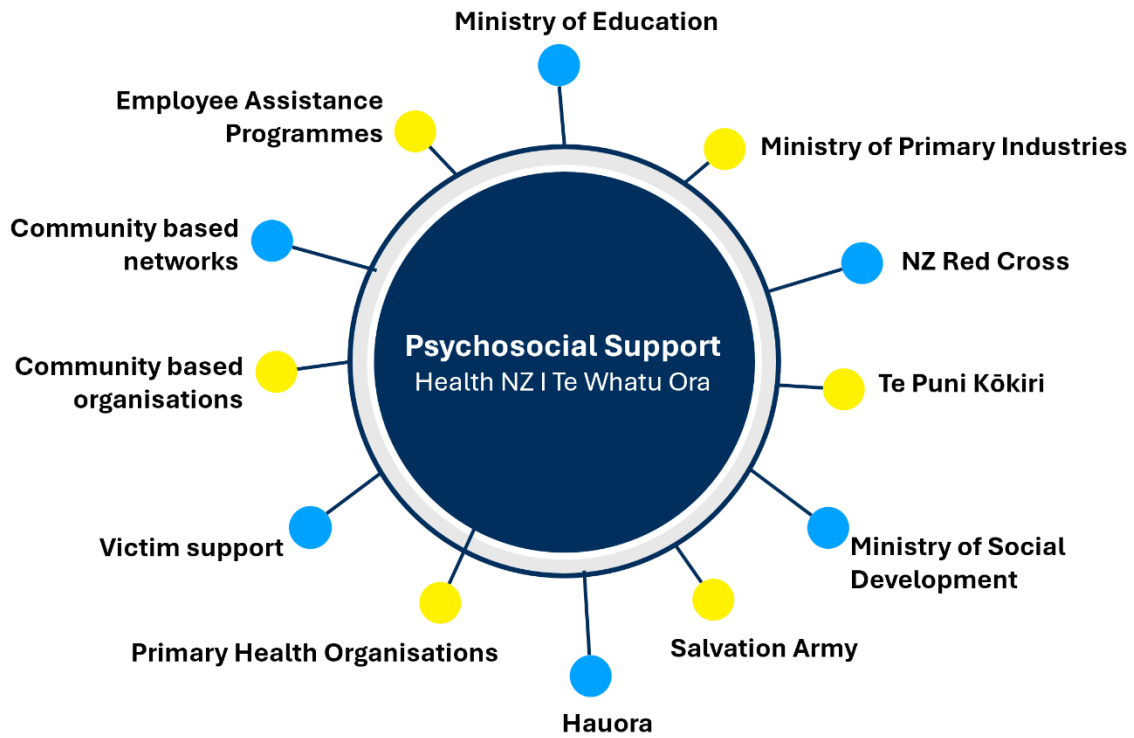 Ministry of Education
Employee Assistance
Programmes
Ministry of Primary Industries
Community based
networks
NZ Red Cross
Psychosocial Support
Health NZ I Te Whatu Ora
Community based
organisations
Te Puni Kōkiri
Victim support
Ministry of Social
Development
Primary Health Organisations
Salvation Army
Hauora